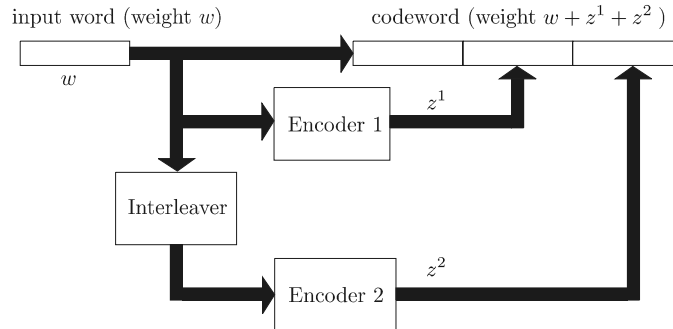 input word (weight w)
codeword (weight w + z¹ + z² )
w
z¹
Encoder 1
Interleaver
z²
Encoder 2